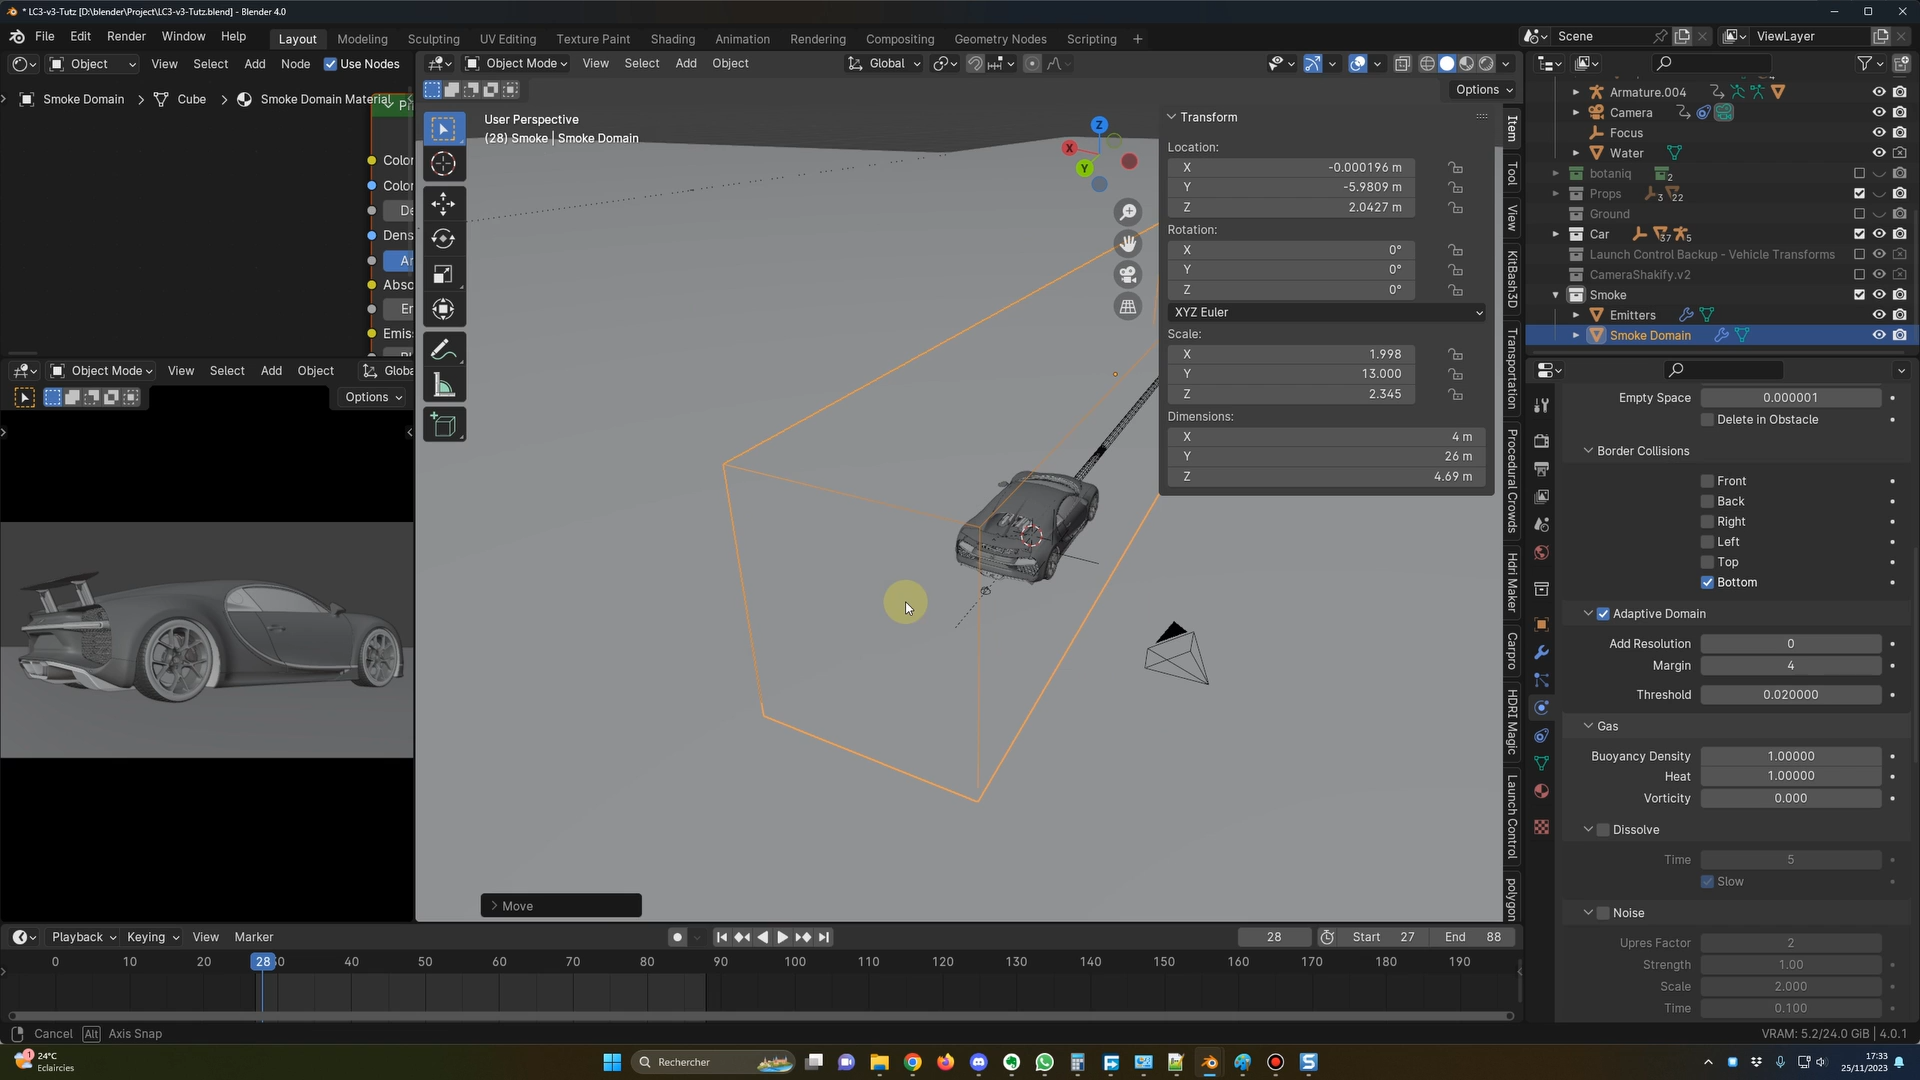 * LC3-v3-Tutz [D:\blender\Project\LC3-v3-Tutz.blend] - Blender 4.0
File Edit Render Window Help
Layout Modeling Sculpting UV Editing Texture Paint Shading Animation Rendering Compositing Geometry Nodes Scripting +
Scene ViewLayer
Object View Select Add Node Use Nodes
Object Mode View Select Add Object Global
Options
Smoke Domain > Cube > Smoke Domain Material
Color
Color
De
Dens
Abso
Emis
User Perspective
(28) Smoke | Smoke Domain
Z
X
Y
Transform
Location:
X -0.000196 m
Y -5.9809 m
Z 2.0427 m
Rotation:
X 0°
Y 0°
Z 0°
XYZ Euler
Scale:
X 1.998
Y 13.000
Z 2.345
Dimensions:
X 4 m
Y 26 m
Z 4.69 m
Item
Tool
View
KitBash3D
Transportation
Procedural Crowds
Hdri Maker
Carpo
HDRI Magic
Launch Control
polygon
Armature.004
Camera
Focus
Water
botaniq 2
Props 3 22
Ground
Car 37 5
Launch Control Backup - Vehicle Transforms
CameraShakify.v2
Smoke
Emitters
Smoke Domain
Object Mode View Select Add Object Globa
Options
Empty Space 0.000001
Delete in Obstacle
Border Collisions
Front
Back
Right
Left
Top
Bottom
Adaptive Domain
Add Resolution 0
Margin 4
Threshold 0.020000
Gas
Buoyancy Density 1.00000
Heat 1.00000
Vorticity 0.000
Dissolve
Time 5
Slow
Noise
Upres Factor 2
Strength 1.00
Scale 2.000
Time 0.100
> Move
Playback Keying View Marker
28 Start 27 End 88
0 10 20 28 40 50 60 70 80 90 100 110 120 130 140 150 160 170 180 190
Cancel Alt Axis Snap
VRAM: 5.2/24.0 GiB | 4.0.1
1
24°C
Eclaircies
Rechercher
17:33
25/11/2023